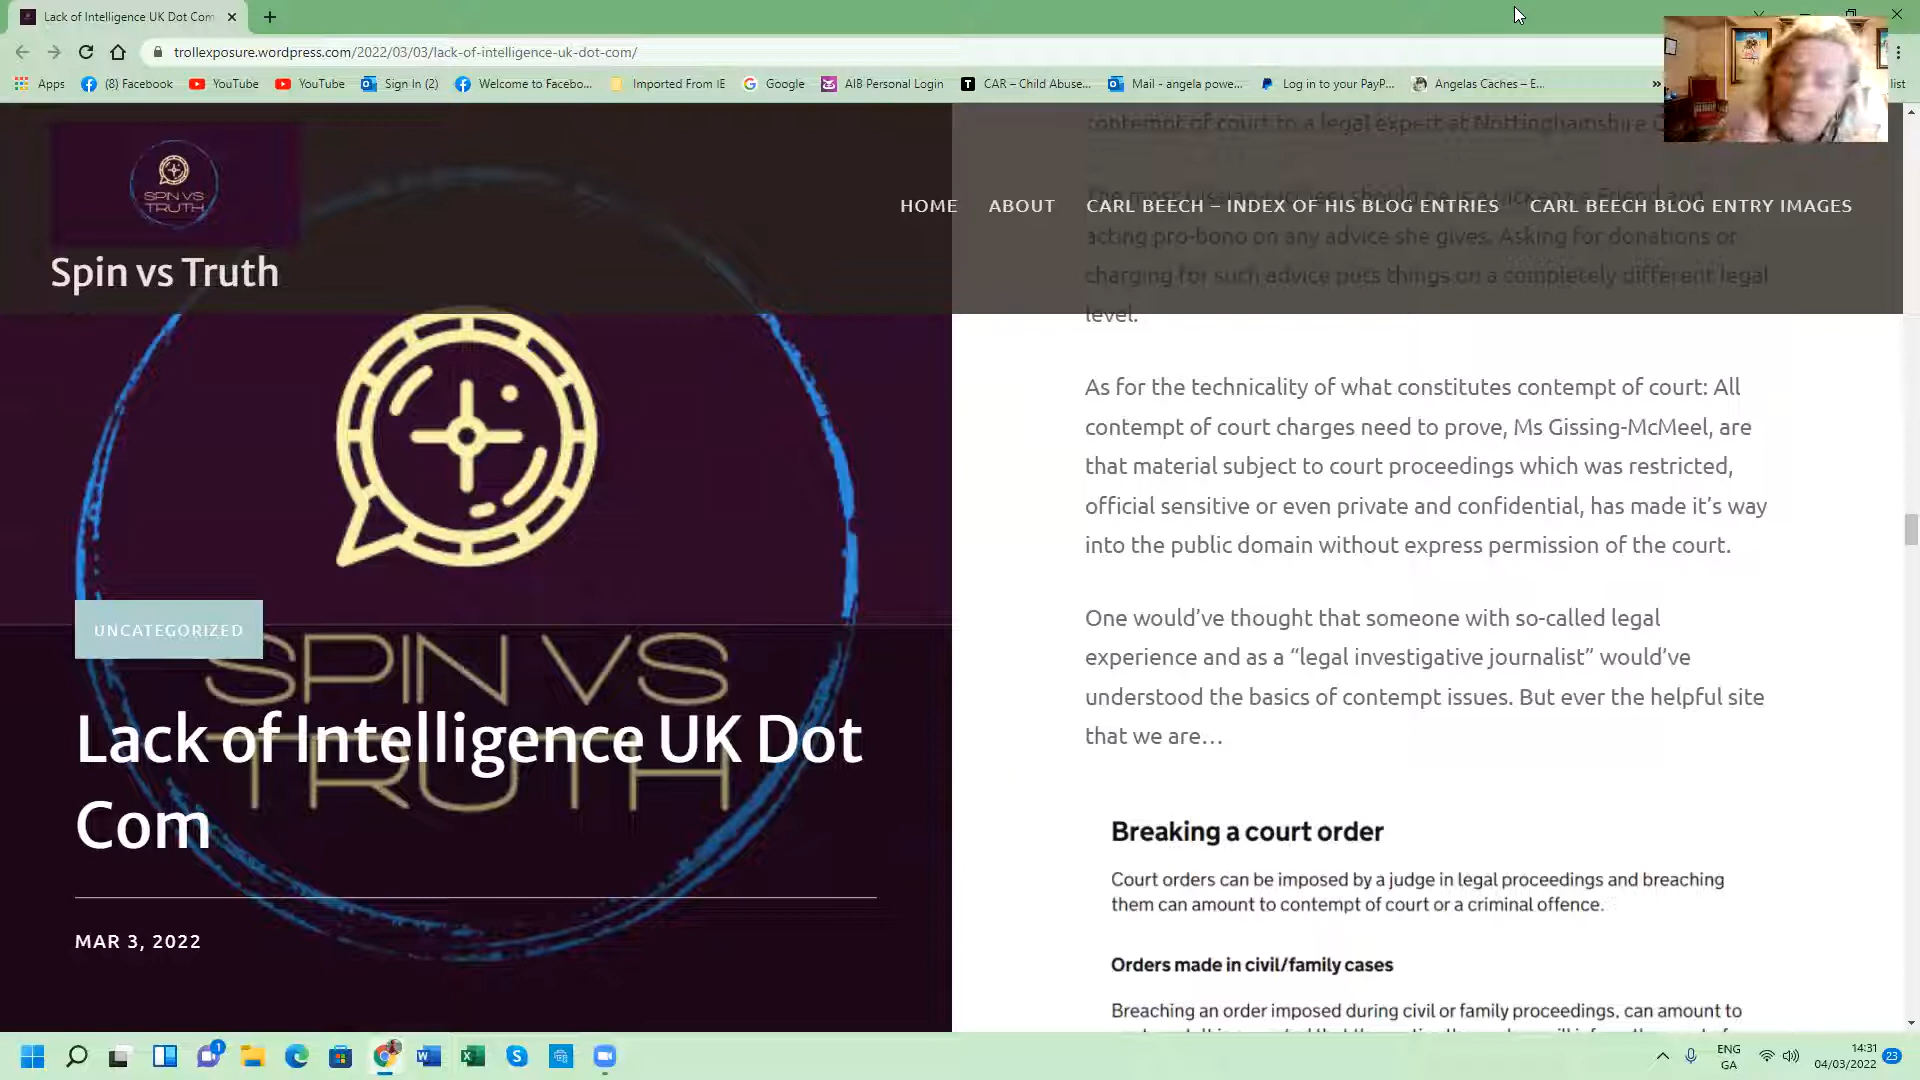 Lack of Intelligence UK Dot Com
trollexposure.wordpress.com/2022/03/03/lack-of-intelligence-uk-dot-com/
Apps (8) Facebook YouTube YouTube Sign In (2) Welcome to Facebo... Imported From IE Google AIB Personal Login CAR – Child Abuse... Mail - angela powe... Log in to your PayP... Angelas Caches – E... » list
SPIN VS
TRUTH
Spin vs Truth
HOME ABOUT CARL BEECH – INDEX OF HIS BLOG ENTRIES CARL BEECH BLOG ENTRY IMAGES
UNCATEGORIZED
SPIN VS
TRUTH
Lack of Intelligence UK Dot
Com
MAR 3, 2022
contempt of court to a legal expert at Nottinghamshire
acting pro-bono on any advice she gives. Asking for donations or
charging for such advice puts things on a completely different legal
level.
As for the technicality of what constitutes contempt of court: All
contempt of court charges need to prove, Ms Gissing-McMeel, are
that material subject to court proceedings which was restricted,
official sensitive or even private and confidential, has made it’s way
into the public domain without express permission of the court.
One would’ve thought that someone with so-called legal
experience and as a “legal investigative journalist” would’ve
understood the basics of contempt issues. But ever the helpful site
that we are…
Breaking a court order
Court orders can be imposed by a judge in legal proceedings and breaching
them can amount to contempt of court or a criminal offence.
Orders made in civil/family cases
Breaching an order imposed during civil or family proceedings, can amount to
1
ENG
GA
14:31
04/03/2022
23